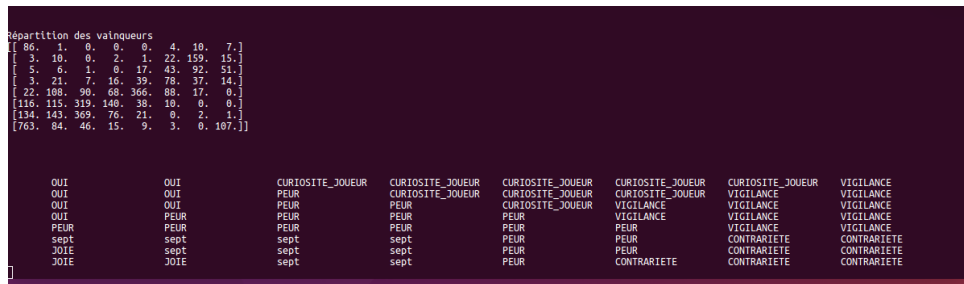 Répartition des vainqueurs
[[ 86. 1. 0. 0. 0. 4. 10. 7.]
[ 3. 10. 0. 2. 1. 22. 159. 15.]
[ 5. 6. 1. 0. 17. 43. 92. 51.]
[ 3. 21. 7. 16. 39. 78. 37. 14.]
[ 22. 108. 90. 68. 366. 88. 17. 0.]
[116. 115. 319. 140. 38. 10. 0. 0.]
[134. 143. 369. 76. 21. 0. 2. 1.]
[763. 84. 46. 15. 9. 3. 0. 107.]]
OUI OUI CURIOSITE_JOUEUR CURIOSITE_JOUEUR CURIOSITE_JOUEUR CURIOSITE_JOUEUR CURIOSITE_JOUEUR VIGILANCE
OUI OUI PEUR CURIOSITE_JOUEUR CURIOSITE_JOUEUR CURIOSITE_JOUEUR VIGILANCE VIGILANCE
OUI OUI PEUR PEUR CURIOSITE_JOUEUR VIGILANCE VIGILANCE VIGILANCE
OUI PEUR PEUR PEUR PEUR VIGILANCE VIGILANCE VIGILANCE
PEUR PEUR PEUR PEUR PEUR PEUR VIGILANCE VIGILANCE
sept sept sept sept PEUR PEUR CONTRARIETE CONTRARIETE
JOIE sept sept sept PEUR PEUR CONTRARIETE CONTRARIETE
JOIE JOIE sept sept PEUR CONTRARIETE CONTRARIETE CONTRARIETE